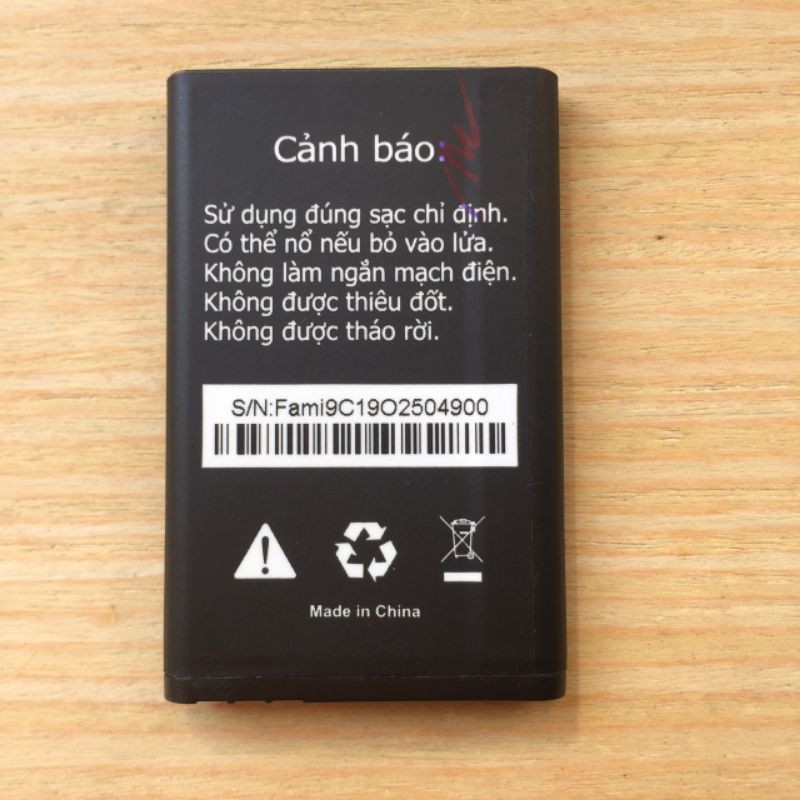 Cảnh báo:
Sử dụng đúng sạc chỉ định.
Có thể nổ nếu bỏ vào lửa.
Không làm ngắn mạch điện.
Không được thiêu đốt.
Không được tháo rời.
S/N:Fami9C19O2504900
Made in China